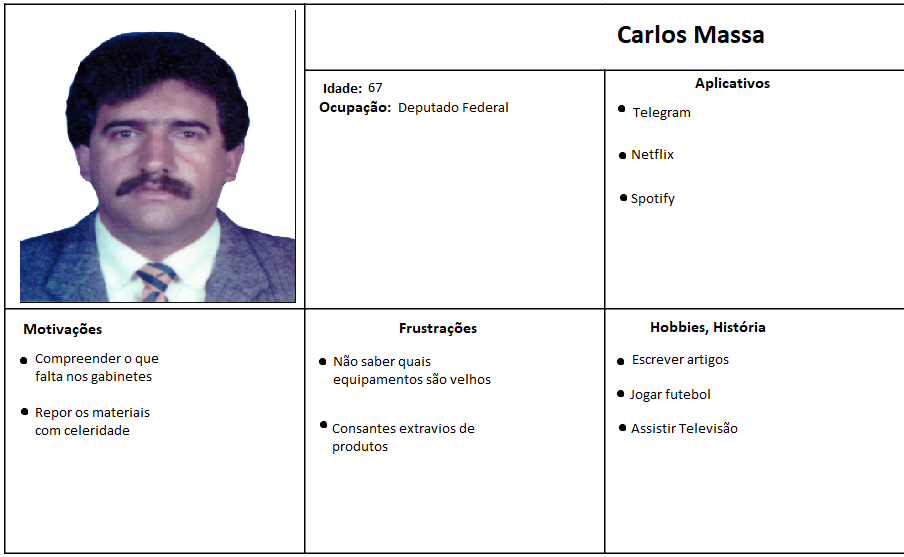 Carlos Massa
Idade: 67
Ocupação: Deputado Federal
Aplicativos
Telegram
Netflix
Spotify
Motivações
Compreender o que
falta nos gabinetes
Repor os materiais
com celeridade
Frustrações
Não saber quais
equipamentos são velhos
Consantes extravios de
produtos
Hobbies, História
Escrever artigos
Jogar futebol
Assistir Televisão